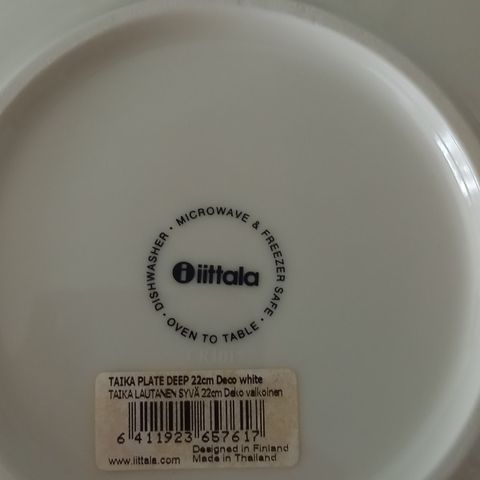 DISHWASHER · MICROWAVE & FREEZER SAFE ·
iittala
OVEN TO TABLE ·
TAIKA PLATE DEEP 22cm Deco white
TAIKA LAUTANEN SYVÄ 22cm Deko valkoinen
6 411923 657617
Designed in Finland
www.iittala.com Made in Thailand